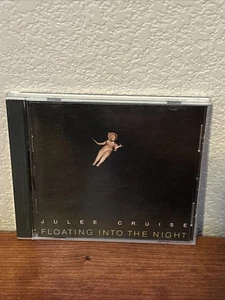 JULEE CRUISE
FLOATING INTO THE NIGHT